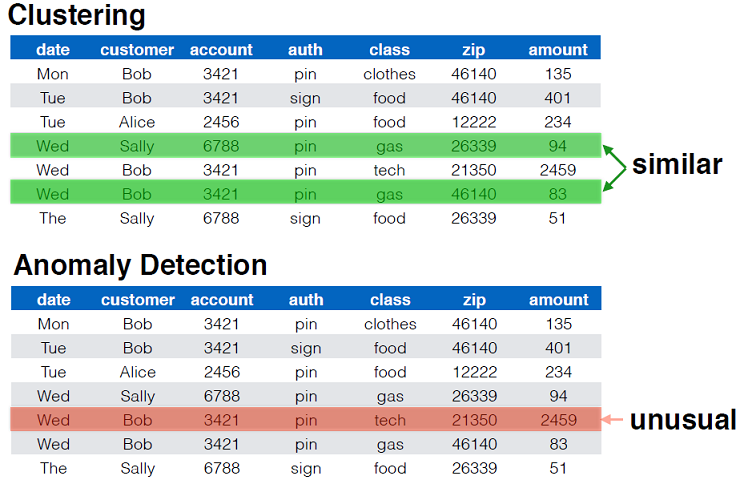 Clustering
date customer account auth class zip amount
Mon Bob 3421 pin clothes 46140 135
Tue Bob 3421 sign food 46140 401
Tue Alice 2456 pin food 12222 234
Wed Sally 6788 pin gas 26339 94
Wed Bob 3421 pin tech 21350 2459
similar
Wed Bob 3421 pin gas 46140 83
The Sally 6788 sign food 26339 51
Anomaly Detection
date customer account auth class zip amount
Mon Bob 3421 pin clothes 46140 135
Tue Bob 3421 sign food 46140 401
Tue Alice 2456 pin food 12222 234
Wed Sally 6788 pin gas 26339 94
Wed Bob 3421 pin tech 21350 2459
unusual
Wed Bob 3421 pin gas 46140 83
The Sally 6788 sign food 26339 51